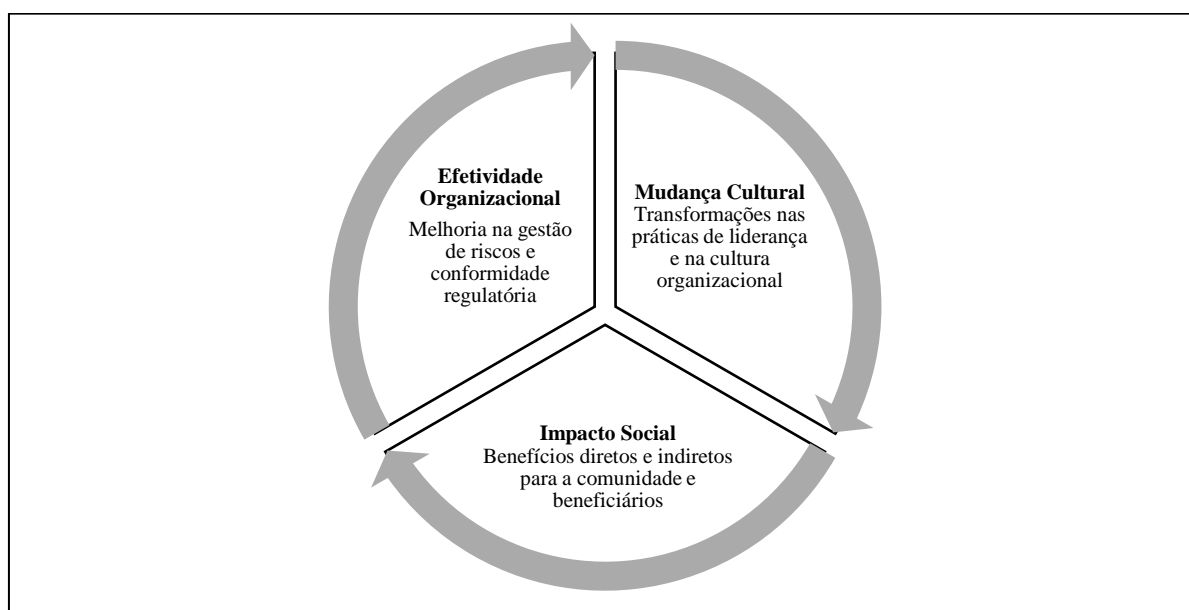 Efetividade
Organizacional
Melhoria na gestão
de riscos e
conformidade
regulatória
Mudança Cultural
Transformações nas
práticas de liderança
e na cultura
organizacional
Impacto Social
Benefícios diretos e indiretos
para a comunidade e
beneficiários